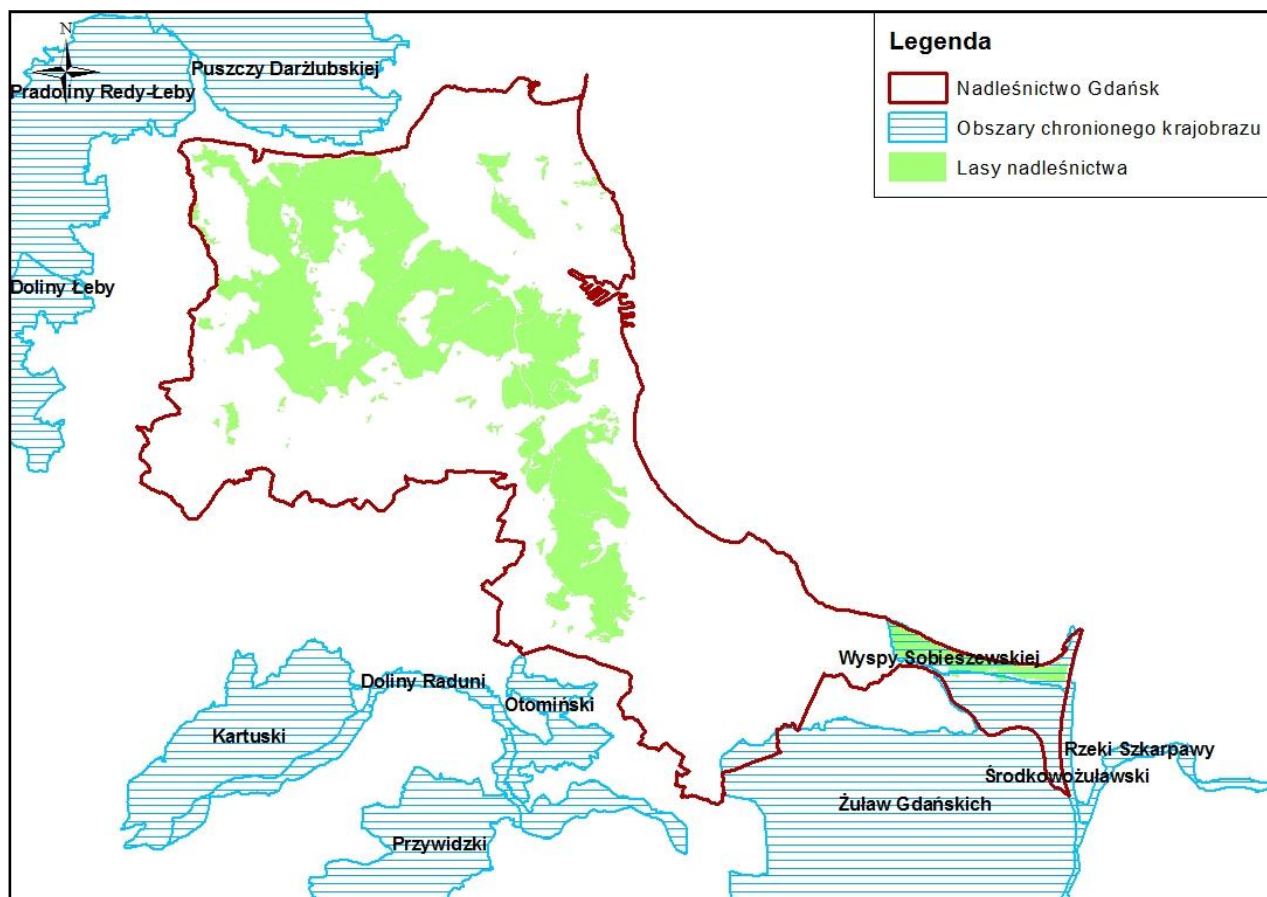 N
Puszczy Darżlubskiej
Pradoliny Redy-Łeby
Doliny Łeby
Legenda
Nadleśnictwo Gdańsk
Obszary chronionego krajobrazu
Lasy nadleśnictwa
Wyspy Sobieszewskiej
Doliny Raduni
Otomiński
Kartuski
Rzeki Szkarpawy
Środkowożuławski
Żuław Gdańskich
Przywidzki